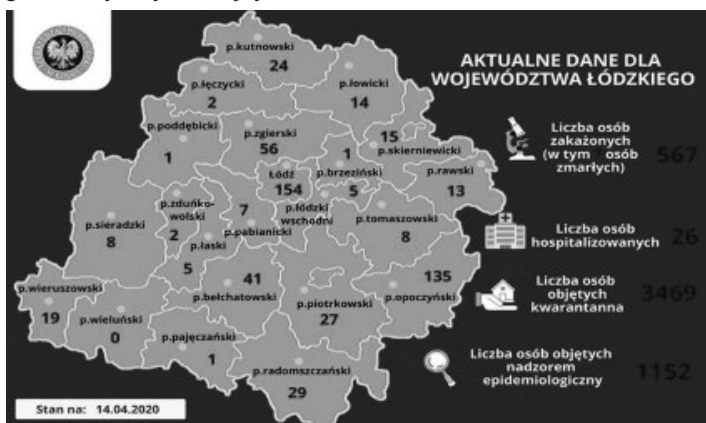 AKTUALNE DANE DLA
WOJEWÓDZTWA ŁÓDZKIEGO
p.kutnowski
24
p.łęczycki
2
p.łowicki
14
p.poddębicki
1
p.zgierski
56
1
p.brzeziński
15
p.skierniewicki
p.rawski
13
Łódź
154
p.łódzki
wschodni
5
p.sieradzki
8
p.zduńko-
wolski
2
p.łaski
5
7
p.pabianicki
p.tomaszowski
8
p.wieruszowski
19
p.wieluński
0
41
p.bełchatowski
p.piotrkowski
27
135
p.opoczyński
p.pajęczański
1
p.radomszczański
29
Liczba osób
zakażonych
(w tym osób
zmarłych)
567
Liczba osób
hospitalizowanych
26
Liczba osób
objętych
kwarantanna
3469
Liczba osób objętych
nadzorem
epidemiologiczny
1152
Stan na: 14.04.2020